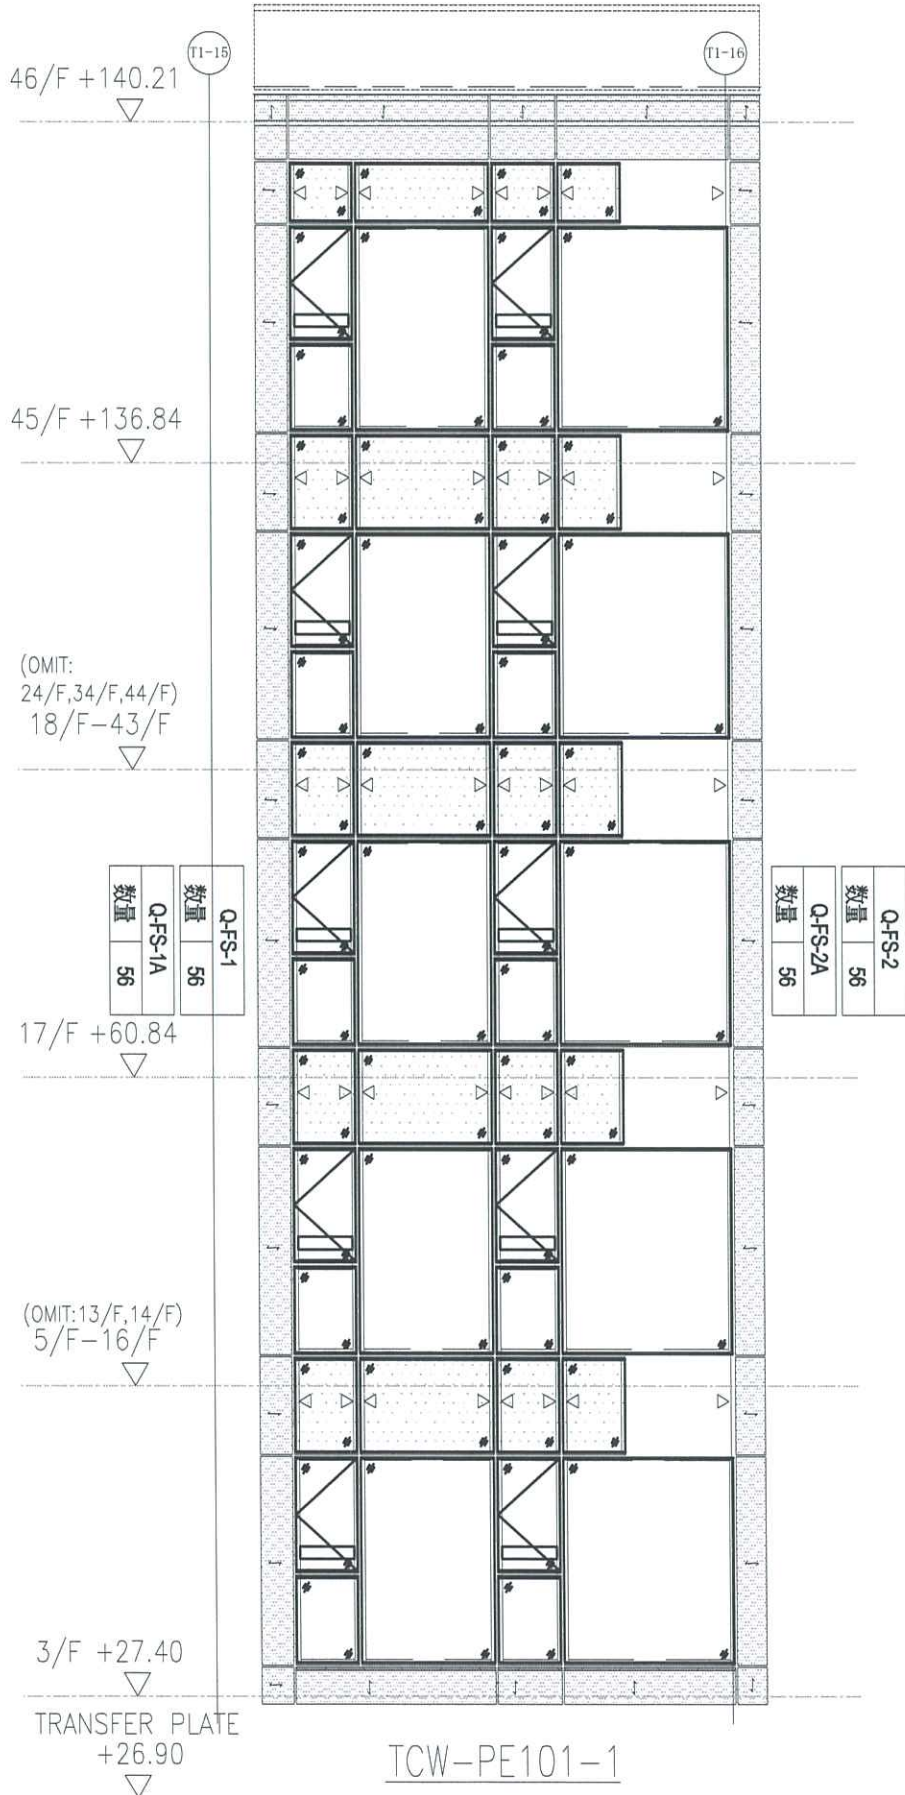 T1-15
T1-16
46/F +140.21
45/F +136.84
(OMIT:
24/F,34/F,44/F)
18/F-43/F
Q-FS-1
数量 56
Q-FS-1A
数量 56
Q-FS-2
数量 56
Q-FS-2A
数量 56
17/F +60.84
(OMIT:13/F,14/F)
5/F-16/F
3/F +27.40
TRANSFER PLATE
+26.90
TCW-PE101-1